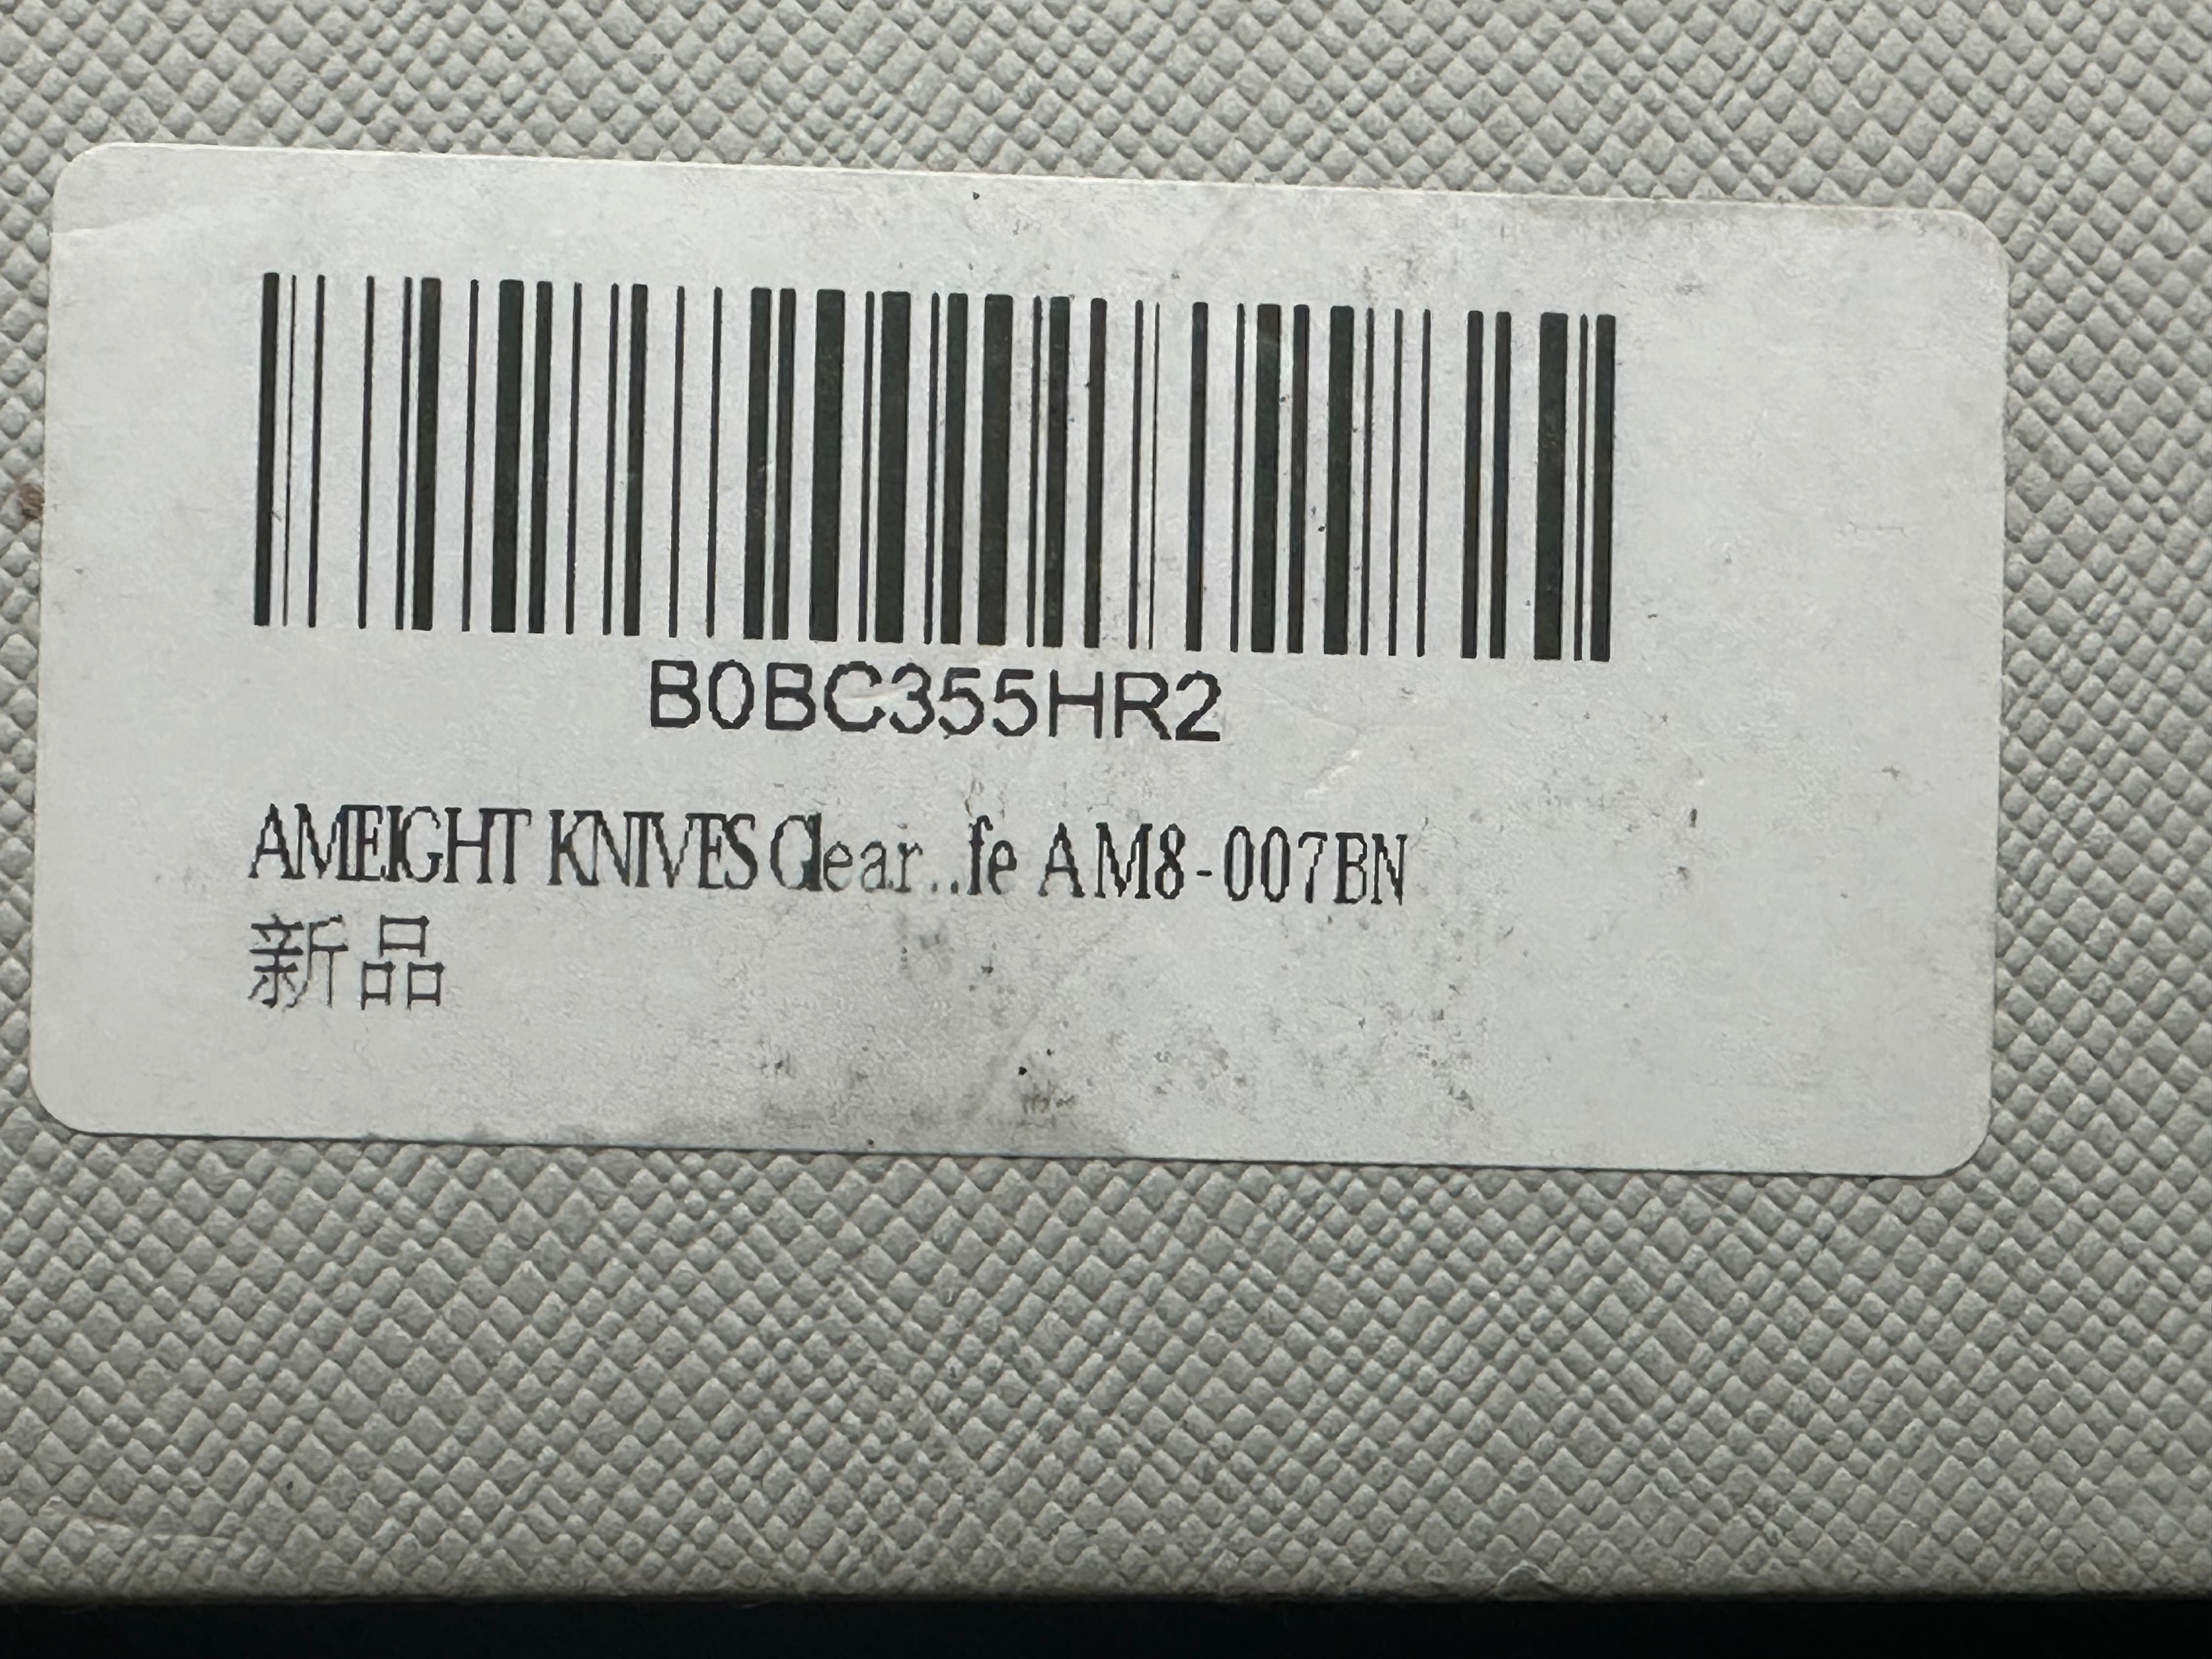 B0BC355HR2
AMEIGHT KNIVES Clear...fe AM8-007BN
新品